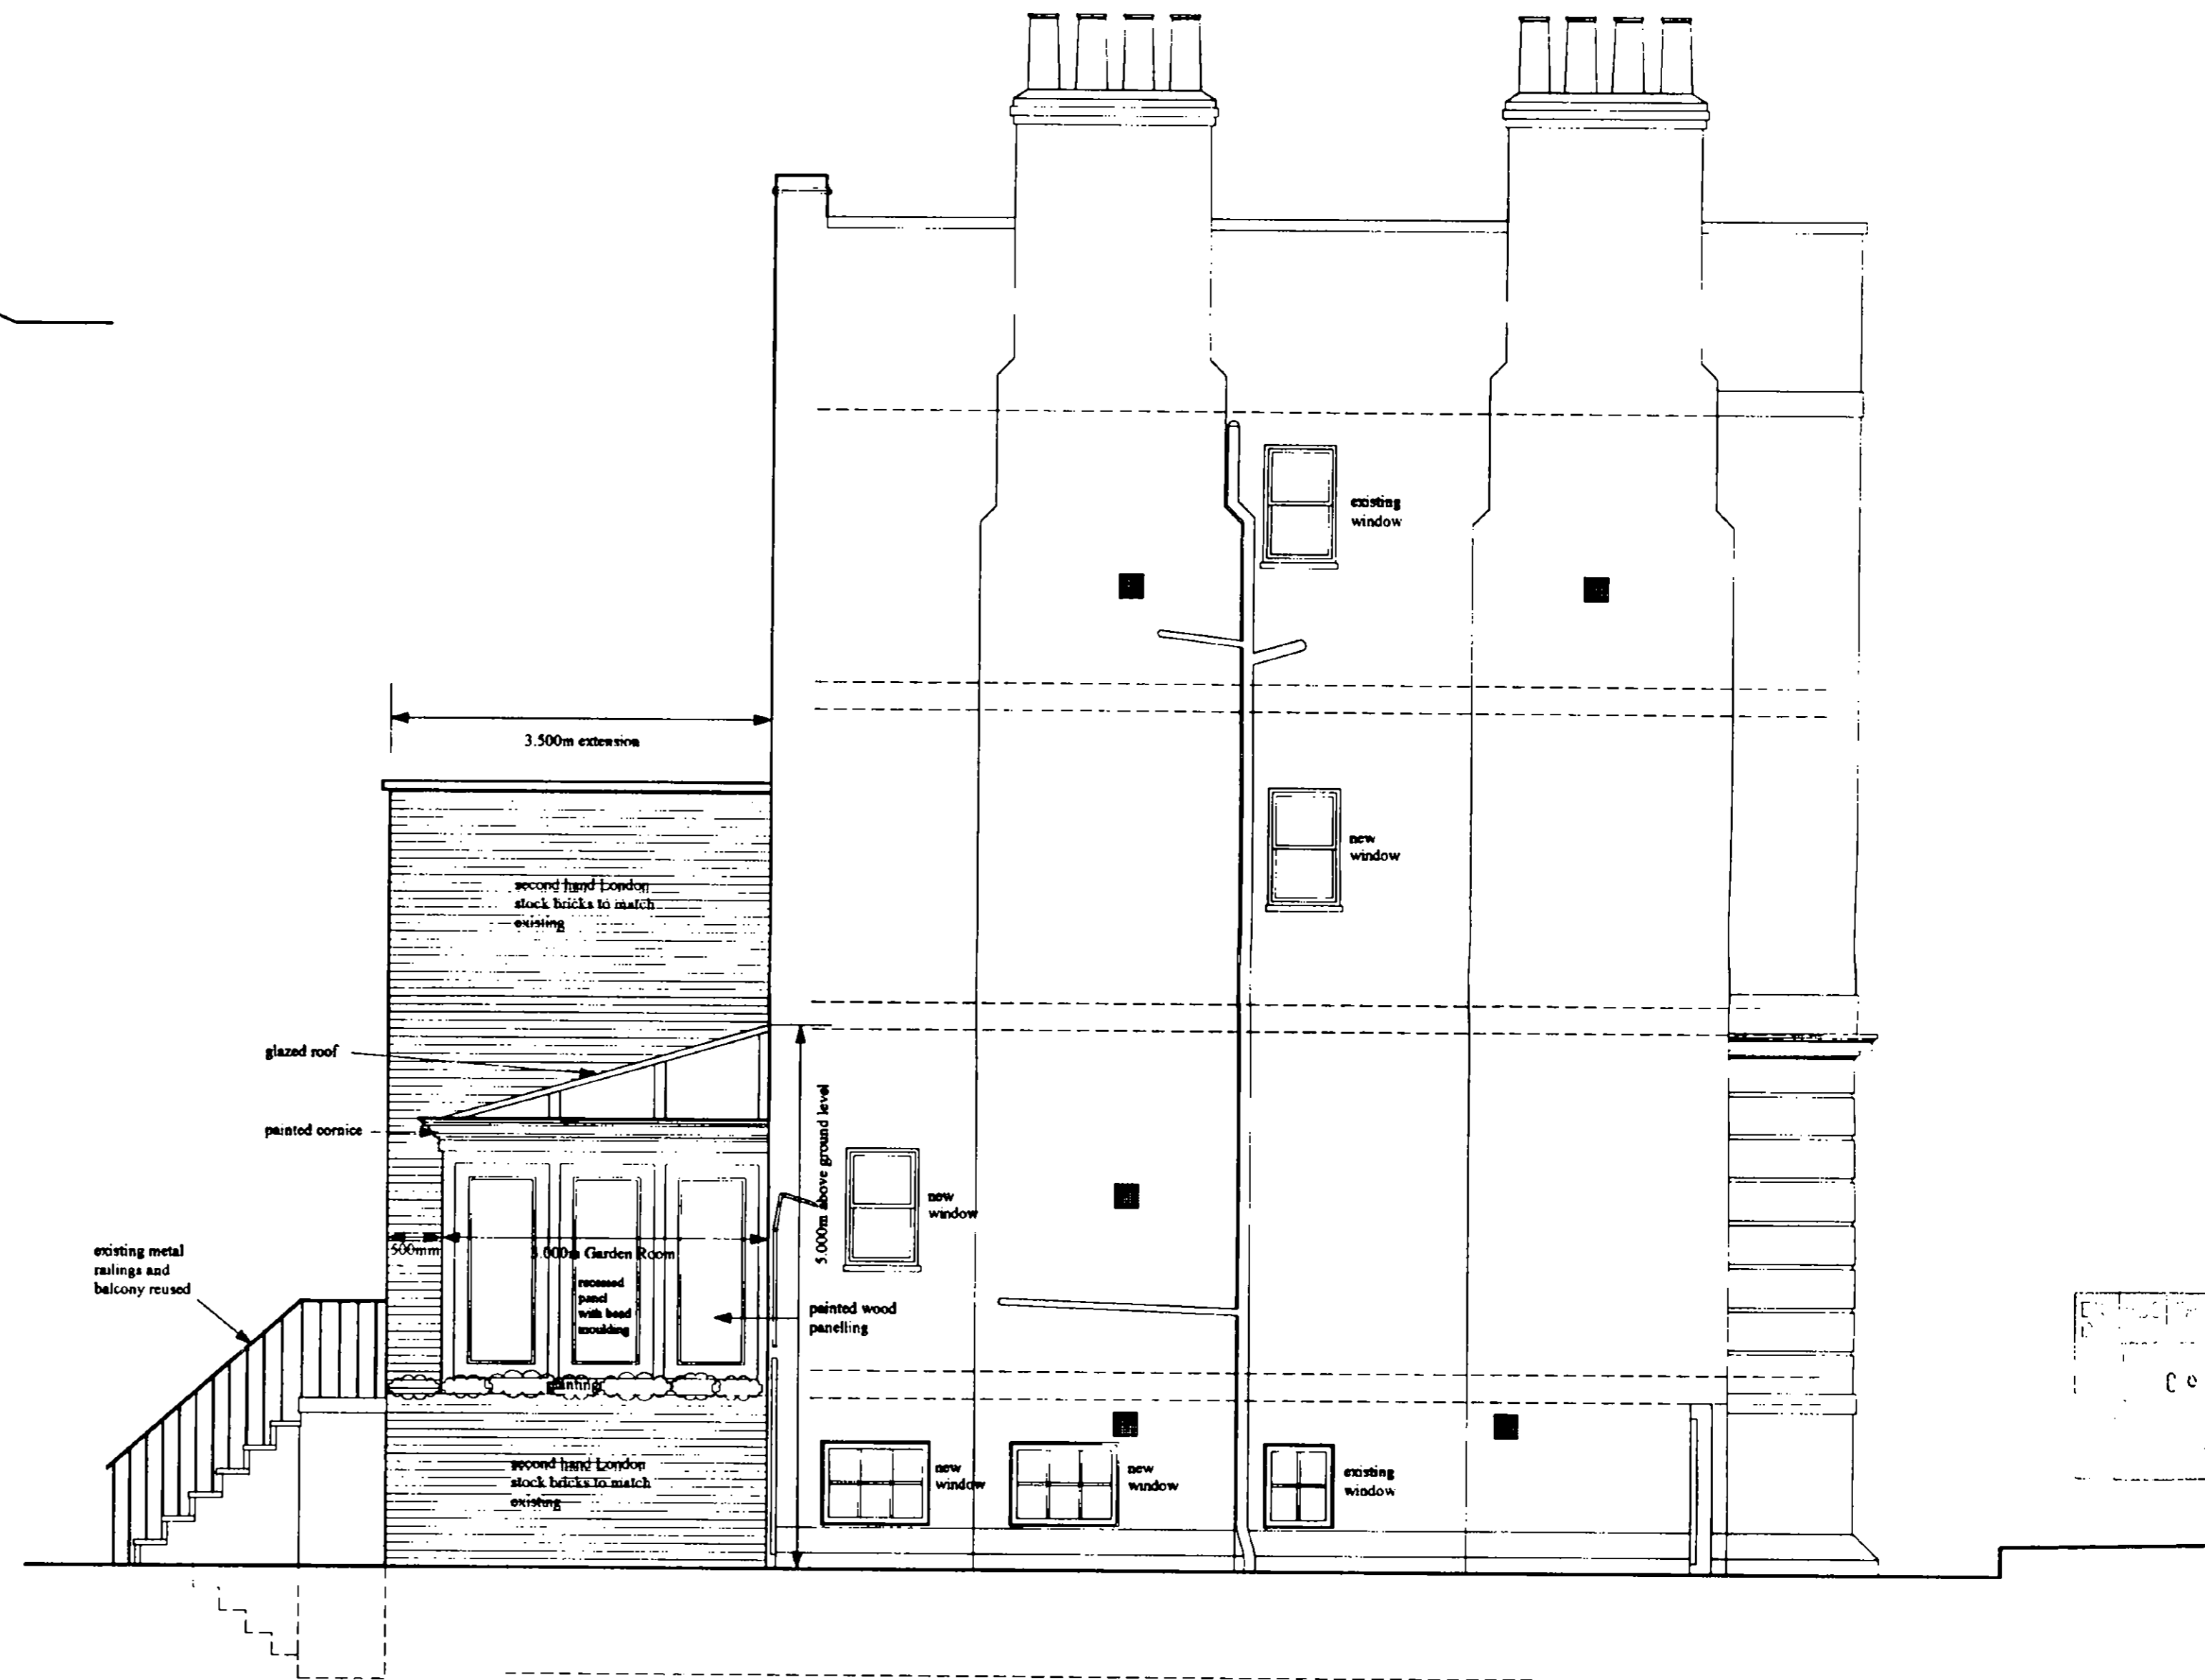 existing
window
3.500m extension
new
window
second hand London
stock bricks to match
existing
glazed roof
painted cornice
5.000m above ground level
new
window
500mm
3.000m Garden Room
existing metal
railings and
balcony reused
recessed
panel
with bead
moulding
painted wood
panelling
planting
second hand London
stock bricks to match
existing
new
window
new
window
existing
window